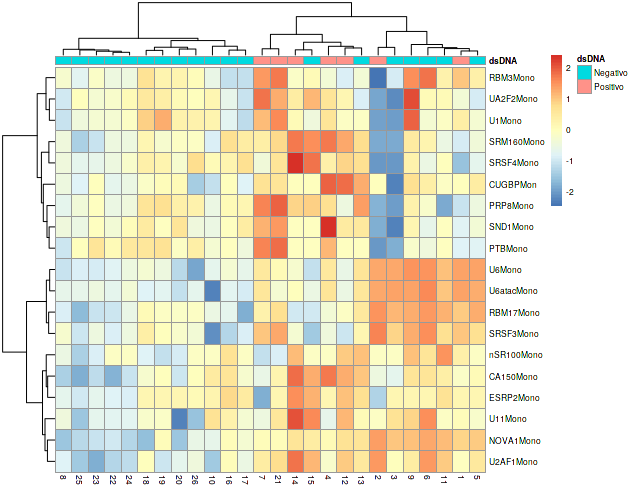 dsDNA
dsDNA
Negativo
Positivo
2
1
0
-1
-2
RBM3Mono
UA2F2Mono
U1Mono
SRM160Mono
SRSF4Mono
CUGBPMon
PRP8Mono
SND1Mono
PTBMono
U6Mono
U6atacMono
RBM17Mono
SRSF3Mono
nSR100Mono
CA150Mono
ESRP2Mono
U11Mono
NOVA1Mono
U2AF1Mono
8 25 23 22 24 18 19 20 26 10 16 17 7 21 14 15 4 12 13 2 3 9 6 11 1 5